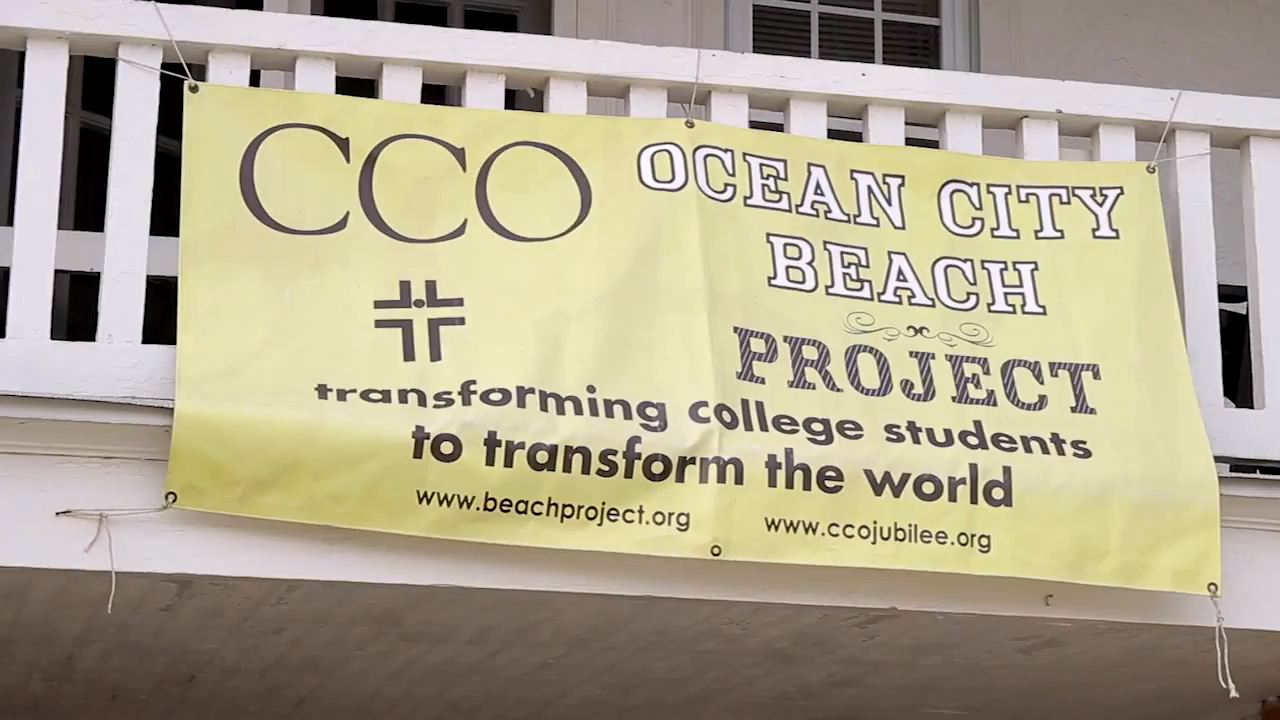 CCO
OCEAN CITY
BEACH
PROJECT
transforming college students
to transform the world
www.beachproject.org
www.ccojubilee.org